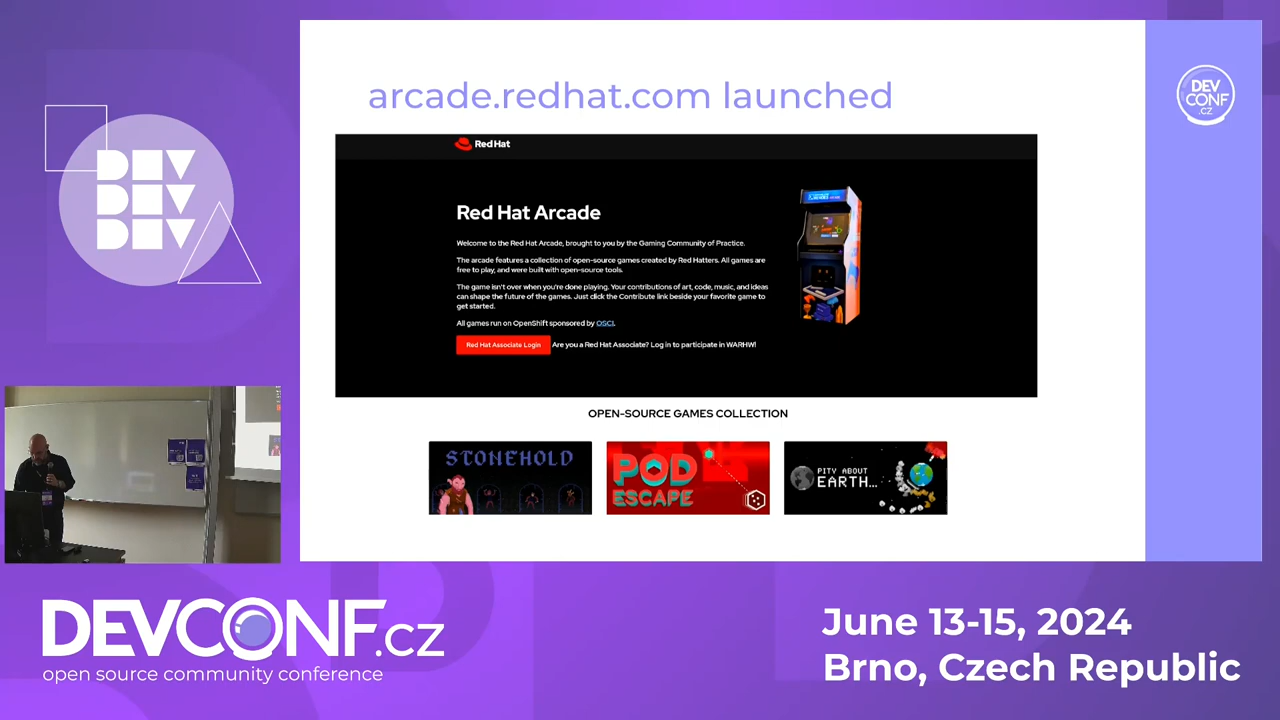 arcade.redhat.com launched
DEV
CONF
.CZ
DEV
DEV
DEV
Red Hat
Red Hat Arcade
Welcome to the Red Hat Arcade, brought to you by the Gaming Community of Practice.
The arcade features a collection of open-source games created by Red Hatters. All games are
free to play, and were built with open-source tools.
The game isn't over when you're done playing. Your contributions of art, code, music, and ideas
can shape the future of the games. Just click the Contribute link beside your favorite game to
get started.
All games run on OpenShift sponsored by OSCI.
Red Hat Associate Login Are you a Red Hat Associate? Log in to participate in WARHW!
OPEN-SOURCE GAMES COLLECTION
STONEHOLD
POD
ESCAPE
PITY ABOUT
EARTH...
DEVCONF.cz
open source community conference
June 13-15, 2024
Brno, Czech Republic